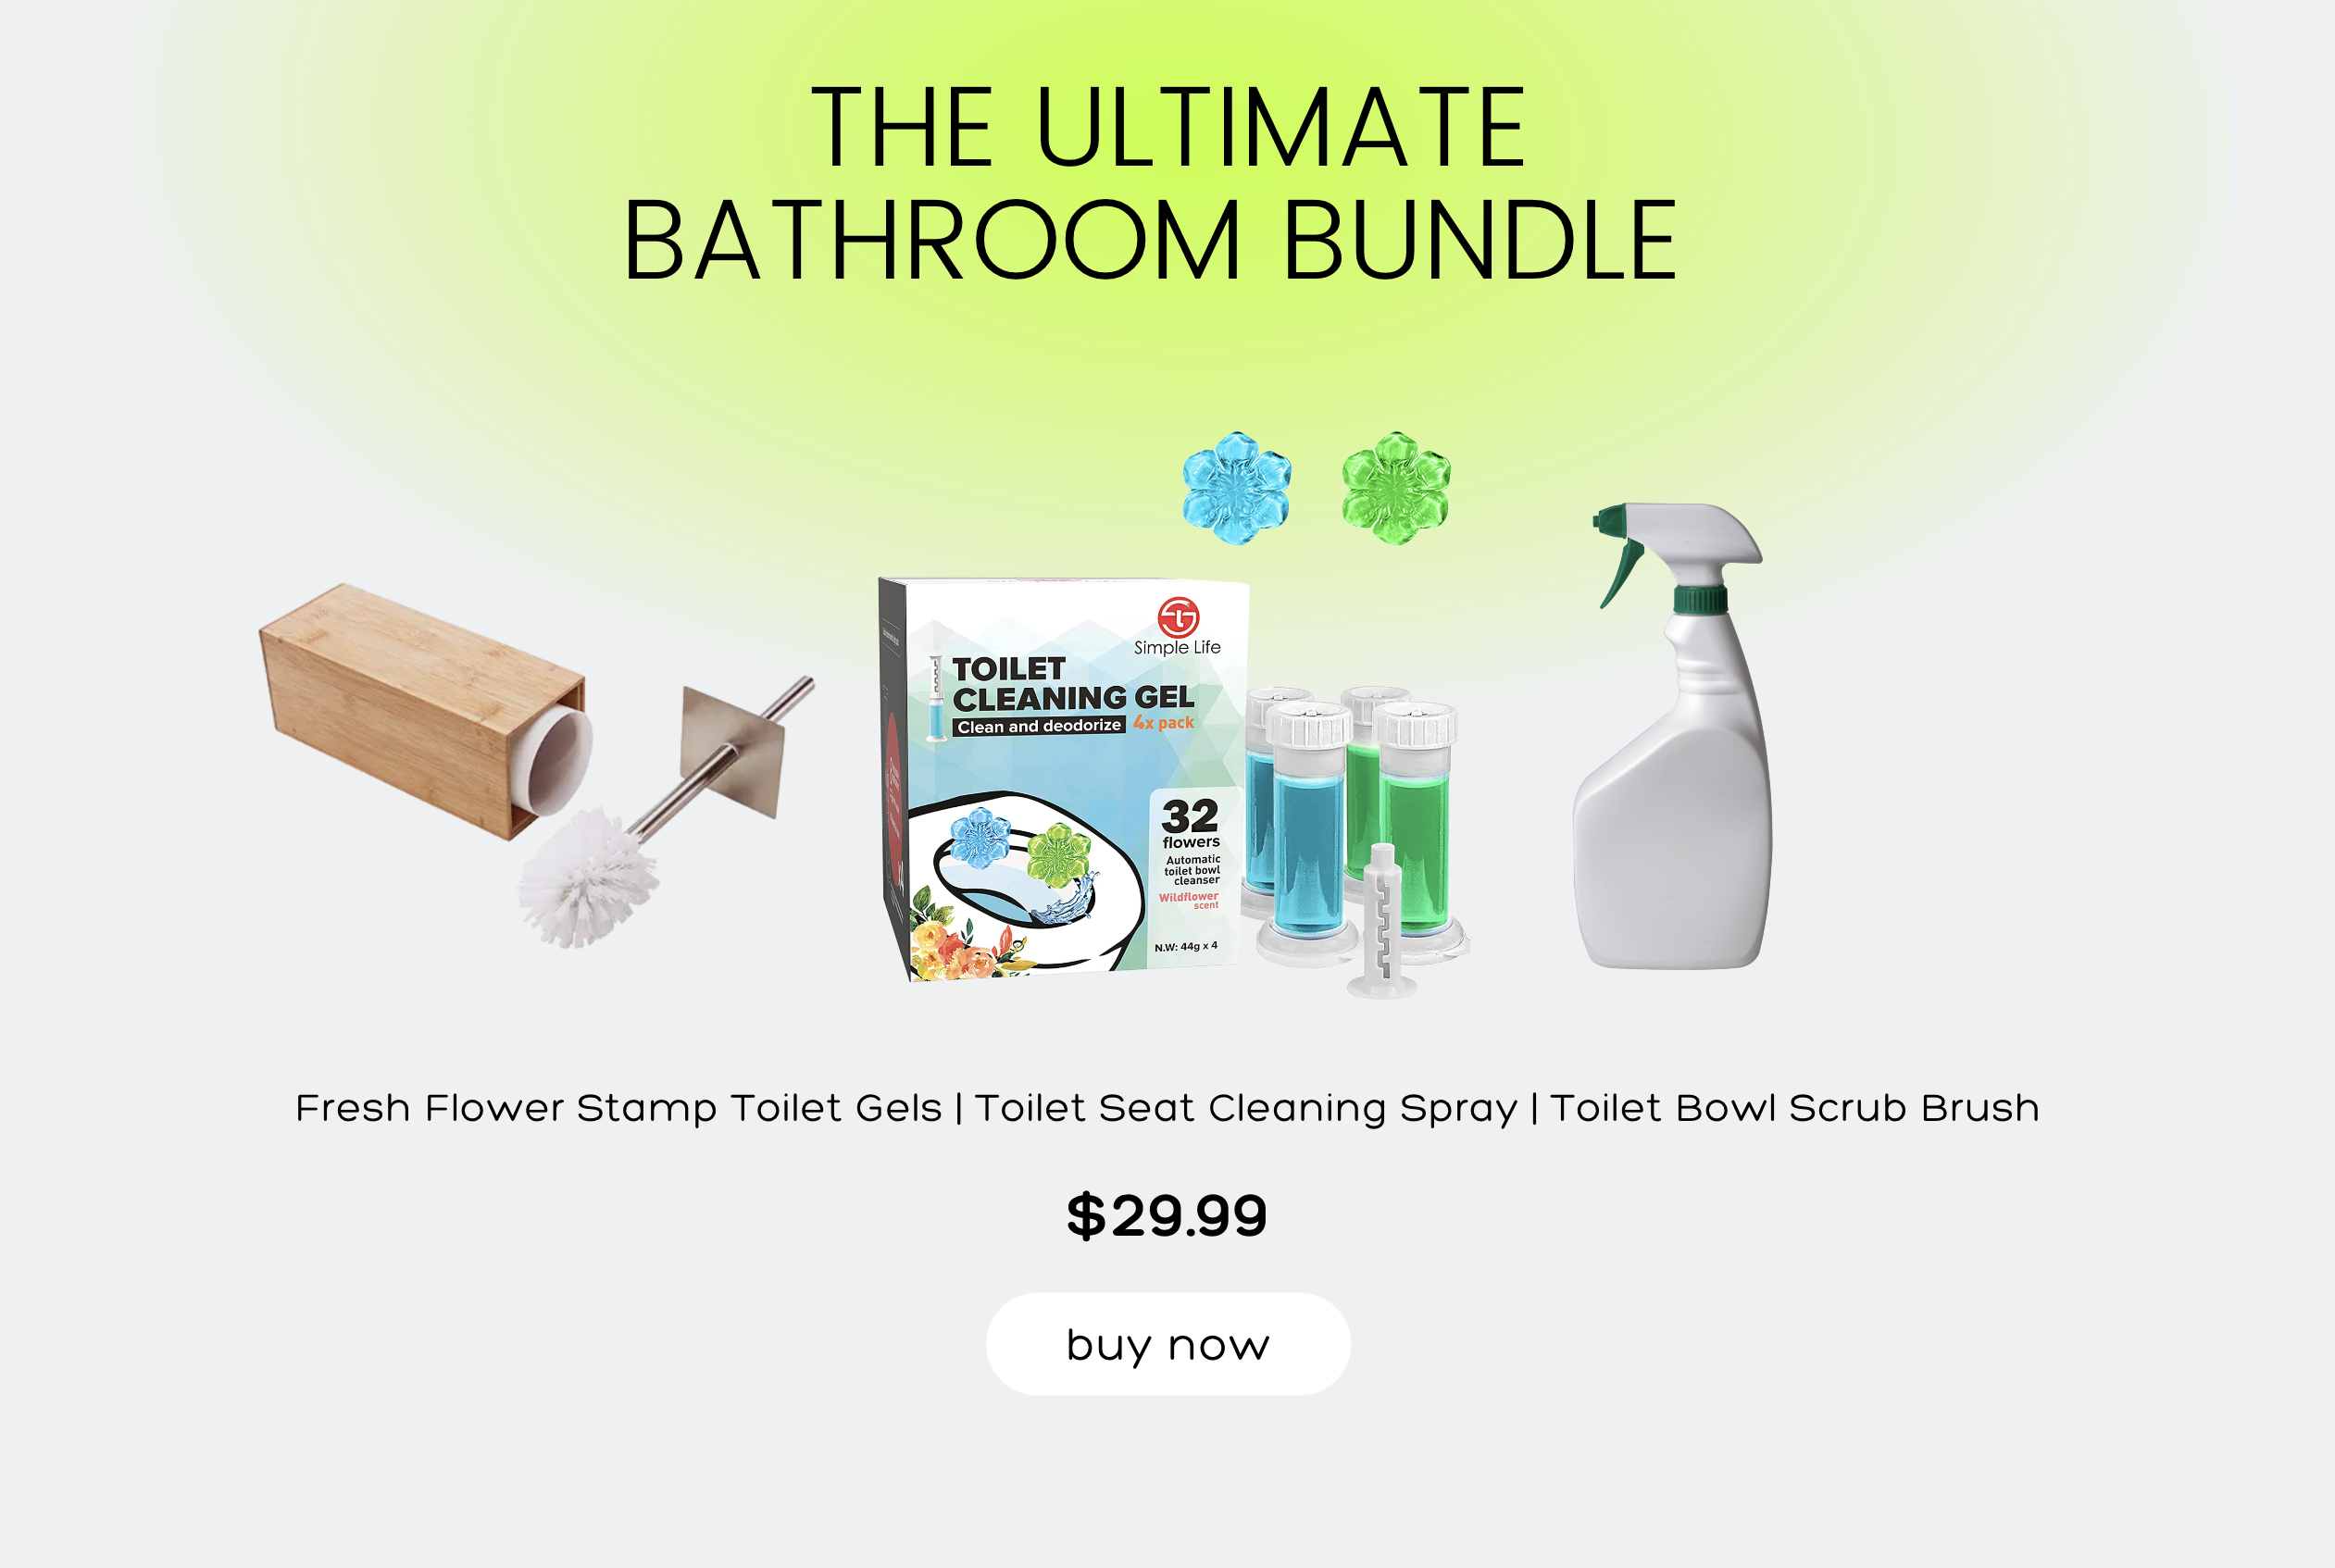 THE ULTIMATE
BATHROOM BUNDLE
Simple Life
TOILET
CLEANING GEL
Clean and deodorize 4x pack
32
flowers
Automatic
toilet bowl
cleanser
Wildflower
scent
N.W: 44g x 4
Fresh Flower Stamp Toilet Gels | Toilet Seat Cleaning Spray | Toilet Bowl Scrub Brush
$29.99
buy now